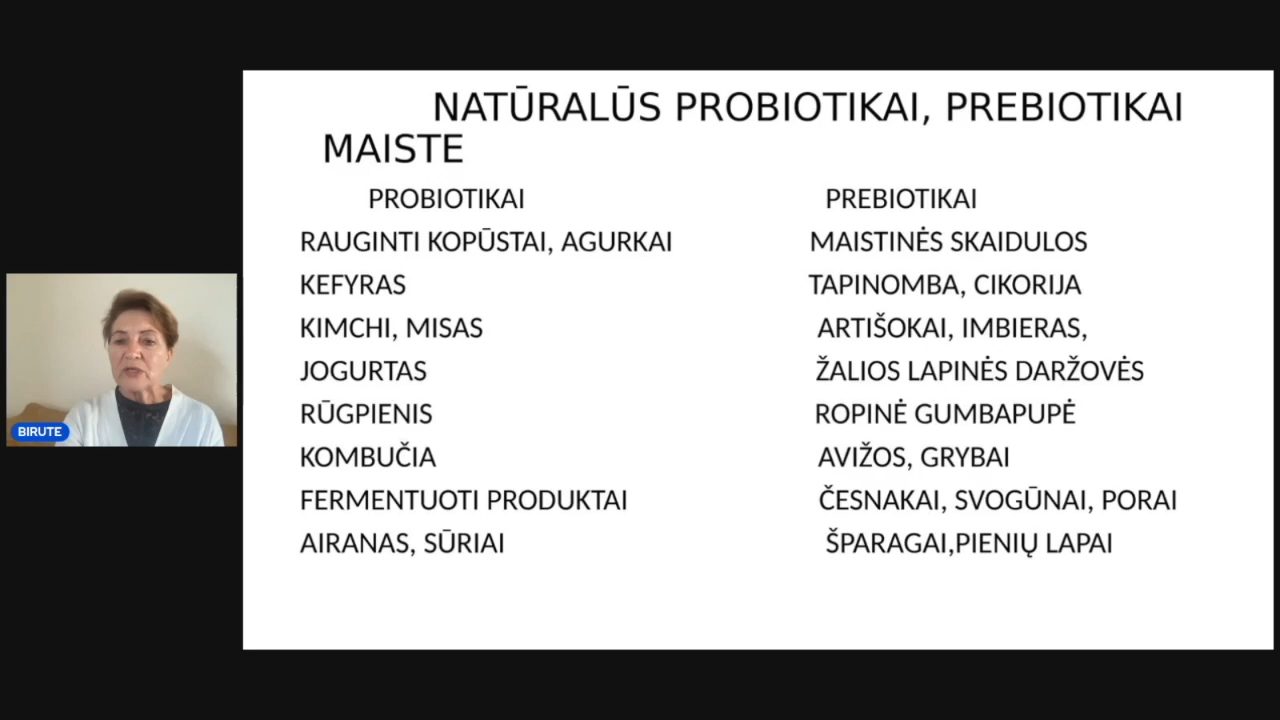 NATŪRALŪS PROBIOTIKAI, PREBIOTIKAI
MAISTE
PROBIOTIKAI PREBIOTIKAI
RAUGINTI KOPŪSTAI, AGURKAI MAISTINĖS SKAIDULOS
KEFYRAS TAPINOMBA, CIKORIJA
KIMCHI, MISAS ARTIŠOKAI, IMBIERAS,
JOGURTAS ŽALIOS LAPINĖS DARŽOVĖS
RŪGPIENIS ROPINĖ GUMBAPUPĖ
KOMBUČIA AVIŽOS, GRYBAI
FERMENTUOTI PRODUKTAI ČESNAKAI, SVOGŪNAI, PORAI
AIRANAS, SŪRIAI ŠPARAGAI,PIENIŲ LAPAI
BIRUTE